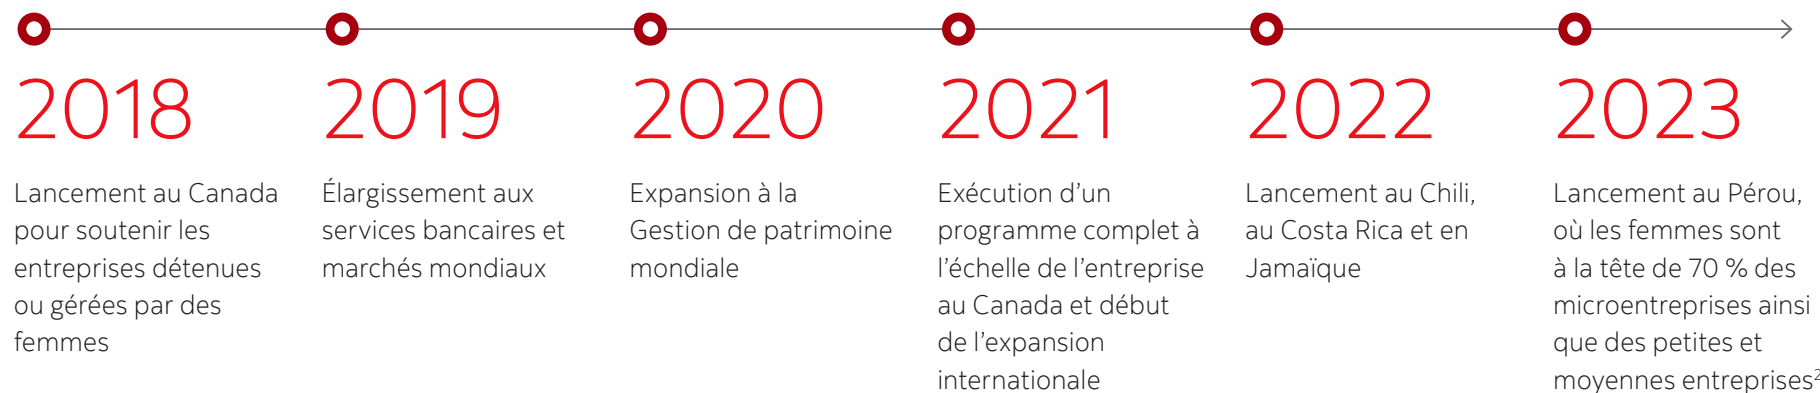 2018
Lancement au Canada
pour soutenir les
entreprises détenues
ou gérées par des
femmes
2019
Élargissement aux
services bancaires et
marchés mondiaux
2020
Expansion à la
Gestion de patrimoine
mondiale
2021
Exécution d’un
programme complet à
l’échelle de l’entreprise
au Canada et début
de l’expansion
internationale
2022
Lancement au Chili,
au Costa Rica et en
Jamaïque
2023
Lancement au Pérou,
où les femmes sont
à la tête de 70 % des
microentreprises ainsi
que des petites et
moyennes entreprises²